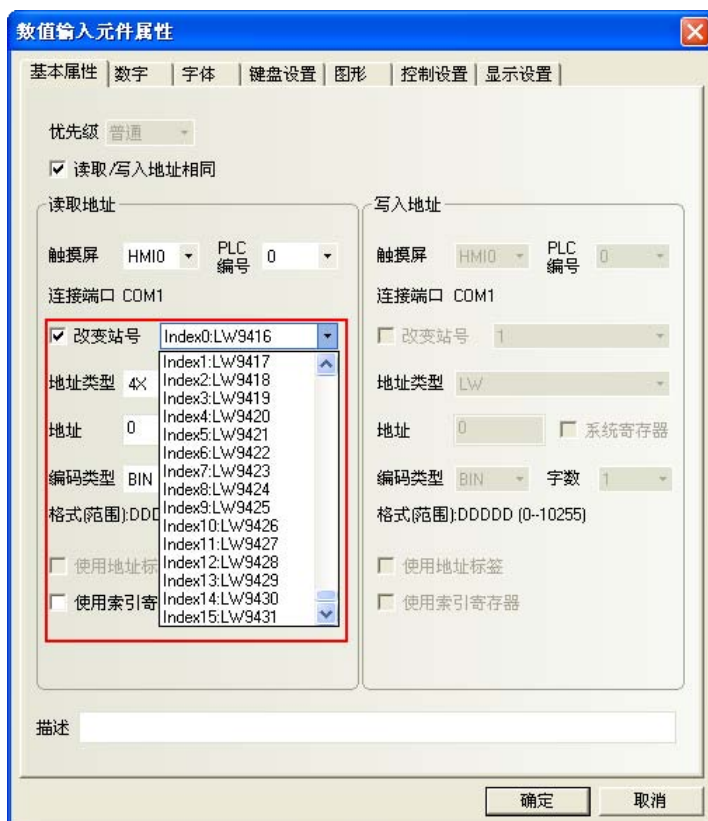 数值输入元件属性
基本属性 数字 字体 键盘设置 图形 控制设置 显示设置
优先级 普通
读取/写入地址相同
读取地址
触摸屏 HMI0 PLC编号 0
连接端口 COM1
改变站号 Index0:LW9416
Index1:LW9417
Index2:LW9418
Index3:LW9419
Index4:LW9420
Index5:LW9421
Index6:LW9422
Index7:LW9423
Index8:LW9424
Index9:LW9425
Index10:LW9426
Index11:LW9427
Index12:LW9428
Index13:LW9429
Index14:LW9430
Index15:LW9431
地址类型 4X
地址 0
编码类型 BIN
格式(范围):DDD
使用地址标
使用索引寄
写入地址
触摸屏 HMI0 PLC编号 0
连接端口 COM1
改变站号 1
地址类型 LW
地址 0 系统寄存器
编码类型 BIN 字数 1
格式(范围):DDDDD (0--10255)
使用地址标签
使用索引寄存器
描述
确定 取消